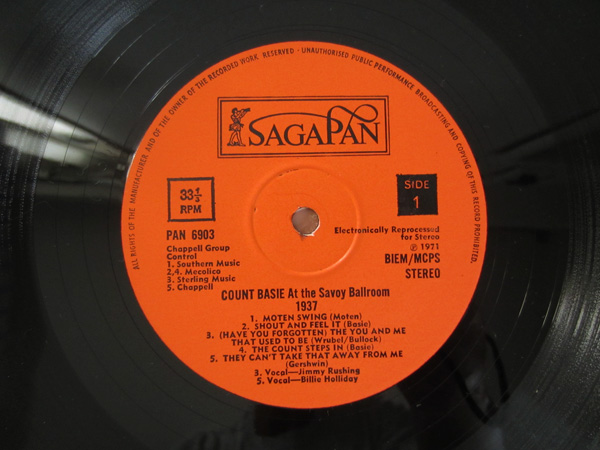 ALL RIGHTS OF THE MANUFACTURER AND OF THE OWNER OF THE RECORDED WORK RESERVED - UNAUTHORISED PUBLIC PERFORMANCE BROADCASTING AND COPYING OF THIS RECORD PROHIBITED.
SAGAPAN
33 1/3
RPM
SIDE
1
PAN 6903
Chappell Group
Control
1. Southern Music
2,4. Mecolico
3. Sterling Music
5. Chappell
Electronically Reprocessed
for Stereo
℗ 1971
BIEM/MCPS
STEREO
COUNT BASIE At the Savoy Ballroom
1937
1. MOTEN SWING (Moten)
2. SHOUT AND FEEL IT (Basie)
3. (HAVE YOU FORGOTTEN) THE YOU AND ME
THAT USED TO BE (Wrubel/Bullock)
4. THE COUNT STEPS IN (Basie)
5. THEY CAN'T TAKE THAT AWAY FROM ME
(Gershwin)
3. Vocal—Jimmy Rushing
5. Vocal—Billie Holliday